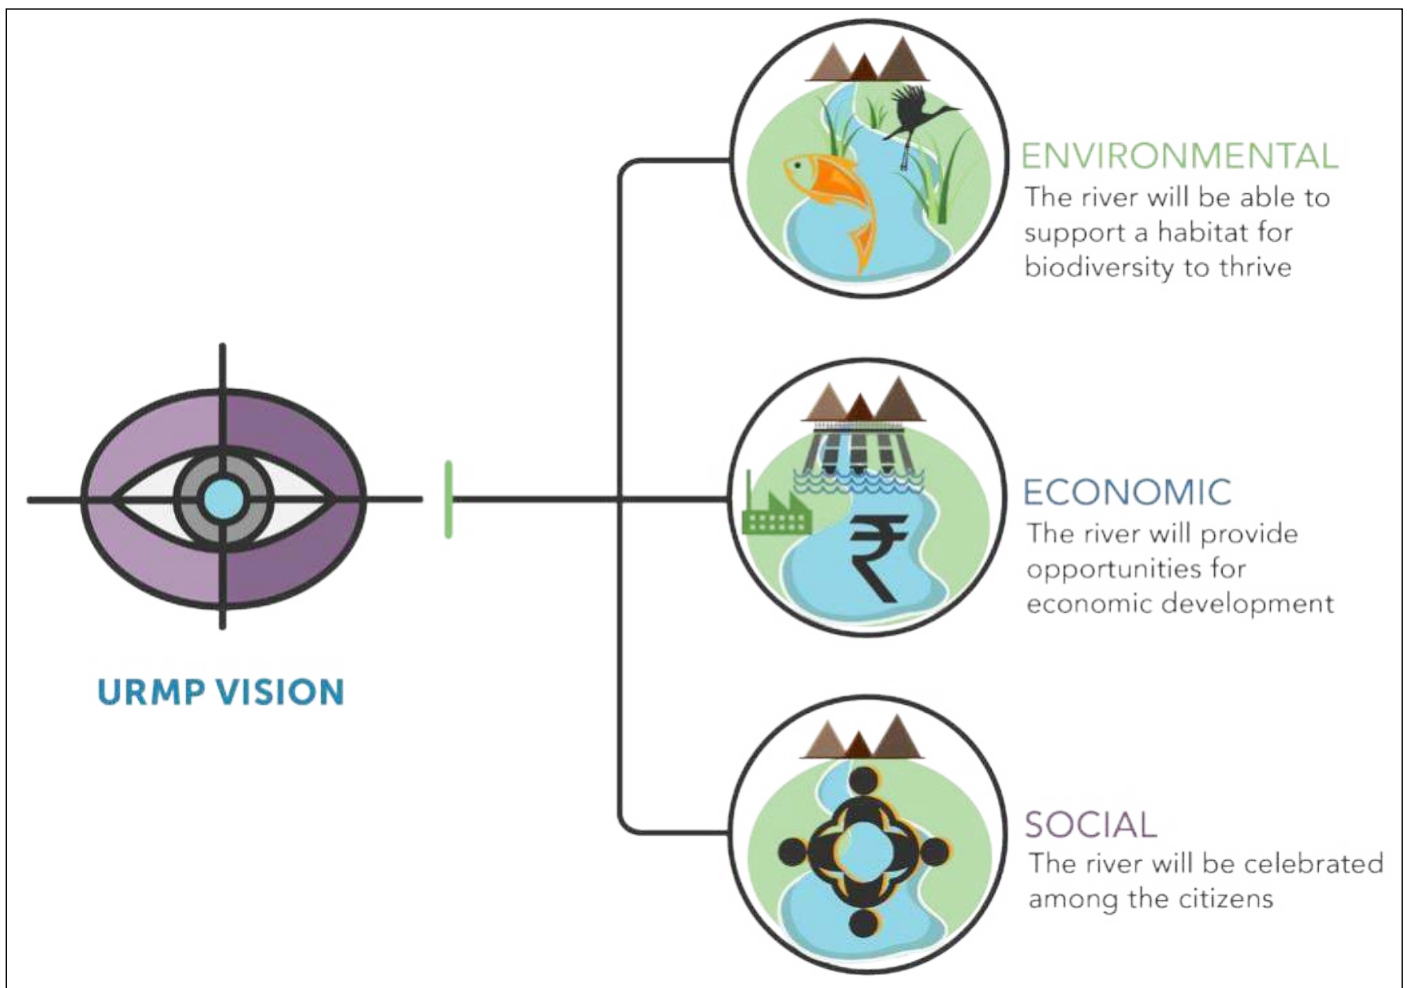 ENVIRONMENTAL
The river will be able to
support a habitat for
biodiversity to thrive
ECONOMIC
The river will provide
opportunities for
economic development
₹
URMP VISION
SOCIAL
The river will be celebrated
among the citizens